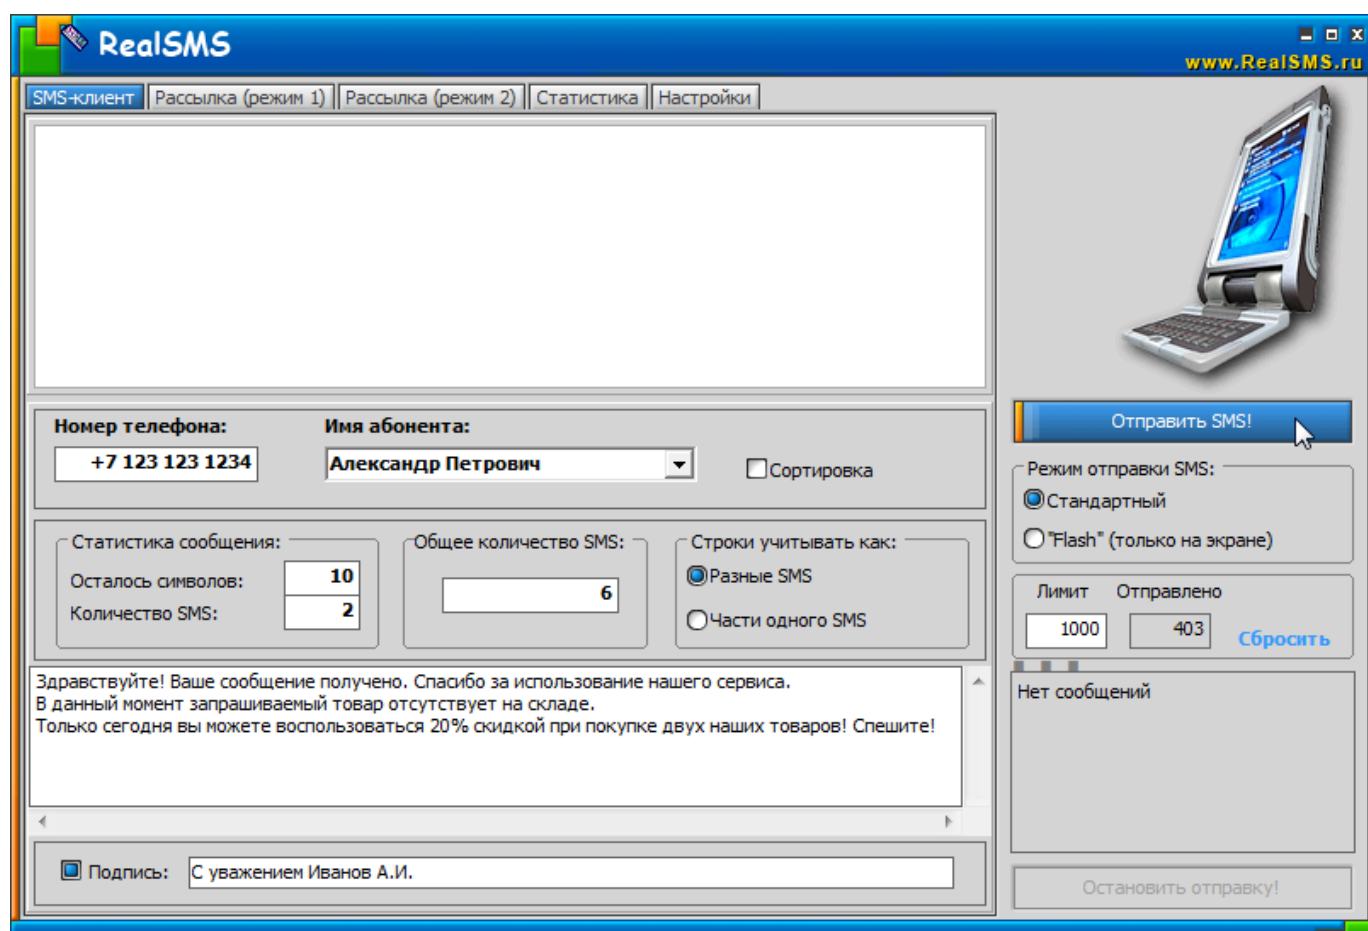 RealSMS
www.RealSMS.ru
SMS-клиент Рассылка (режим 1) Рассылка (режим 2) Статистика Настройки
Номер телефона: Имя абонента:
+7 123 123 1234 Александр Петрович Сортировка
Статистика сообщения: Общее количество SMS: Строки учитывать как:
Осталось символов: 10 6 Разные SMS
Количество SMS: 2 Части одного SMS
Здравствуйте! Ваше сообщение получено. Спасибо за использование нашего сервиса.
В данный момент запрашиваемый товар отсутствует на складе.
Только сегодня вы можете воспользоваться 20% скидкой при покупке двух наших товаров! Спешите!
Подпись: С уважением Иванов А.И.
Отправить SMS!
Режим отправки SMS:
Стандартный
"Flash" (только на экране)
Лимит Отправлено
1000 403 Сбросить
Нет сообщений
Остановить отправку!